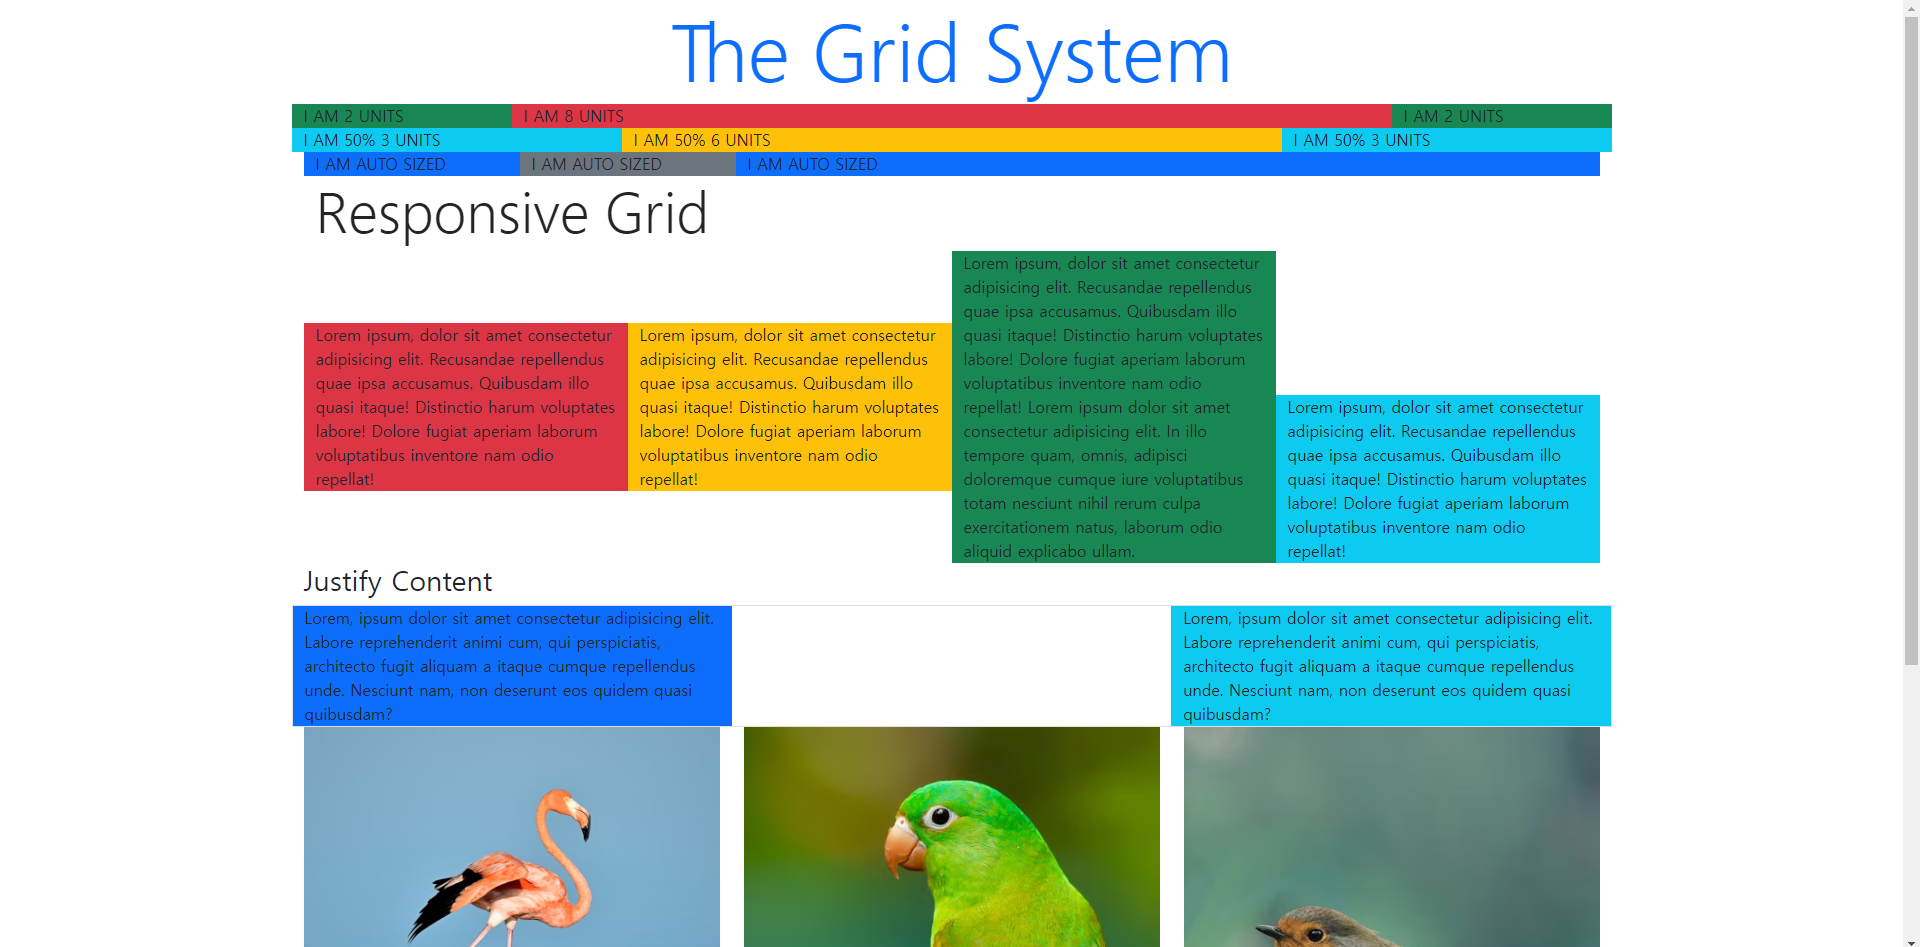 The Grid System
I AM 2 UNITS
I AM 8 UNITS
I AM 2 UNITS
I AM 50% 3 UNITS
I AM 50% 6 UNITS
I AM 50% 3 UNITS
I AM AUTO SIZED
I AM AUTO SIZED
I AM AUTO SIZED
Responsive Grid
Lorem ipsum, dolor sit amet consectetur
adipisicing elit. Recusandae repellendus
quae ipsa accusamus. Quibusdam illo
quasi itaque! Distinctio harum voluptates
labore! Dolore fugiat aperiam laborum
voluptatibus inventore nam odio
repellat!
Lorem ipsum, dolor sit amet consectetur
adipisicing elit. Recusandae repellendus
quae ipsa accusamus. Quibusdam illo
quasi itaque! Distinctio harum voluptates
labore! Dolore fugiat aperiam laborum
voluptatibus inventore nam odio
repellat!
Lorem ipsum, dolor sit amet consectetur
adipisicing elit. Recusandae repellendus
quae ipsa accusamus. Quibusdam illo
quasi itaque! Distinctio harum voluptates
labore! Dolore fugiat aperiam laborum
voluptatibus inventore nam odio
repellat! Lorem ipsum dolor sit amet
consectetur adipisicing elit. In illo
tempore quam, omnis, adipisci
doloremque cumque iure voluptatibus
totam nesciunt nihil rerum culpa
exercitationem natus, laborum odio
aliquid explicabo ullam.
Lorem ipsum, dolor sit amet consectetur
adipisicing elit. Recusandae repellendus
quae ipsa accusamus. Quibusdam illo
quasi itaque! Distinctio harum voluptates
labore! Dolore fugiat aperiam laborum
voluptatibus inventore nam odio
repellat!
Justify Content
Lorem, ipsum dolor sit amet consectetur adipisicing elit.
Labore reprehenderit animi cum, qui perspiciatis,
architecto fugit aliquam a itaque cumque repellendus
unde. Nesciunt nam, non deserunt eos quidem quasi
quibusdam?
Lorem, ipsum dolor sit amet consectetur adipisicing elit.
Labore reprehenderit animi cum, qui perspiciatis,
architecto fugit aliquam a itaque cumque repellendus
unde. Nesciunt nam, non deserunt eos quidem quasi
quibusdam?